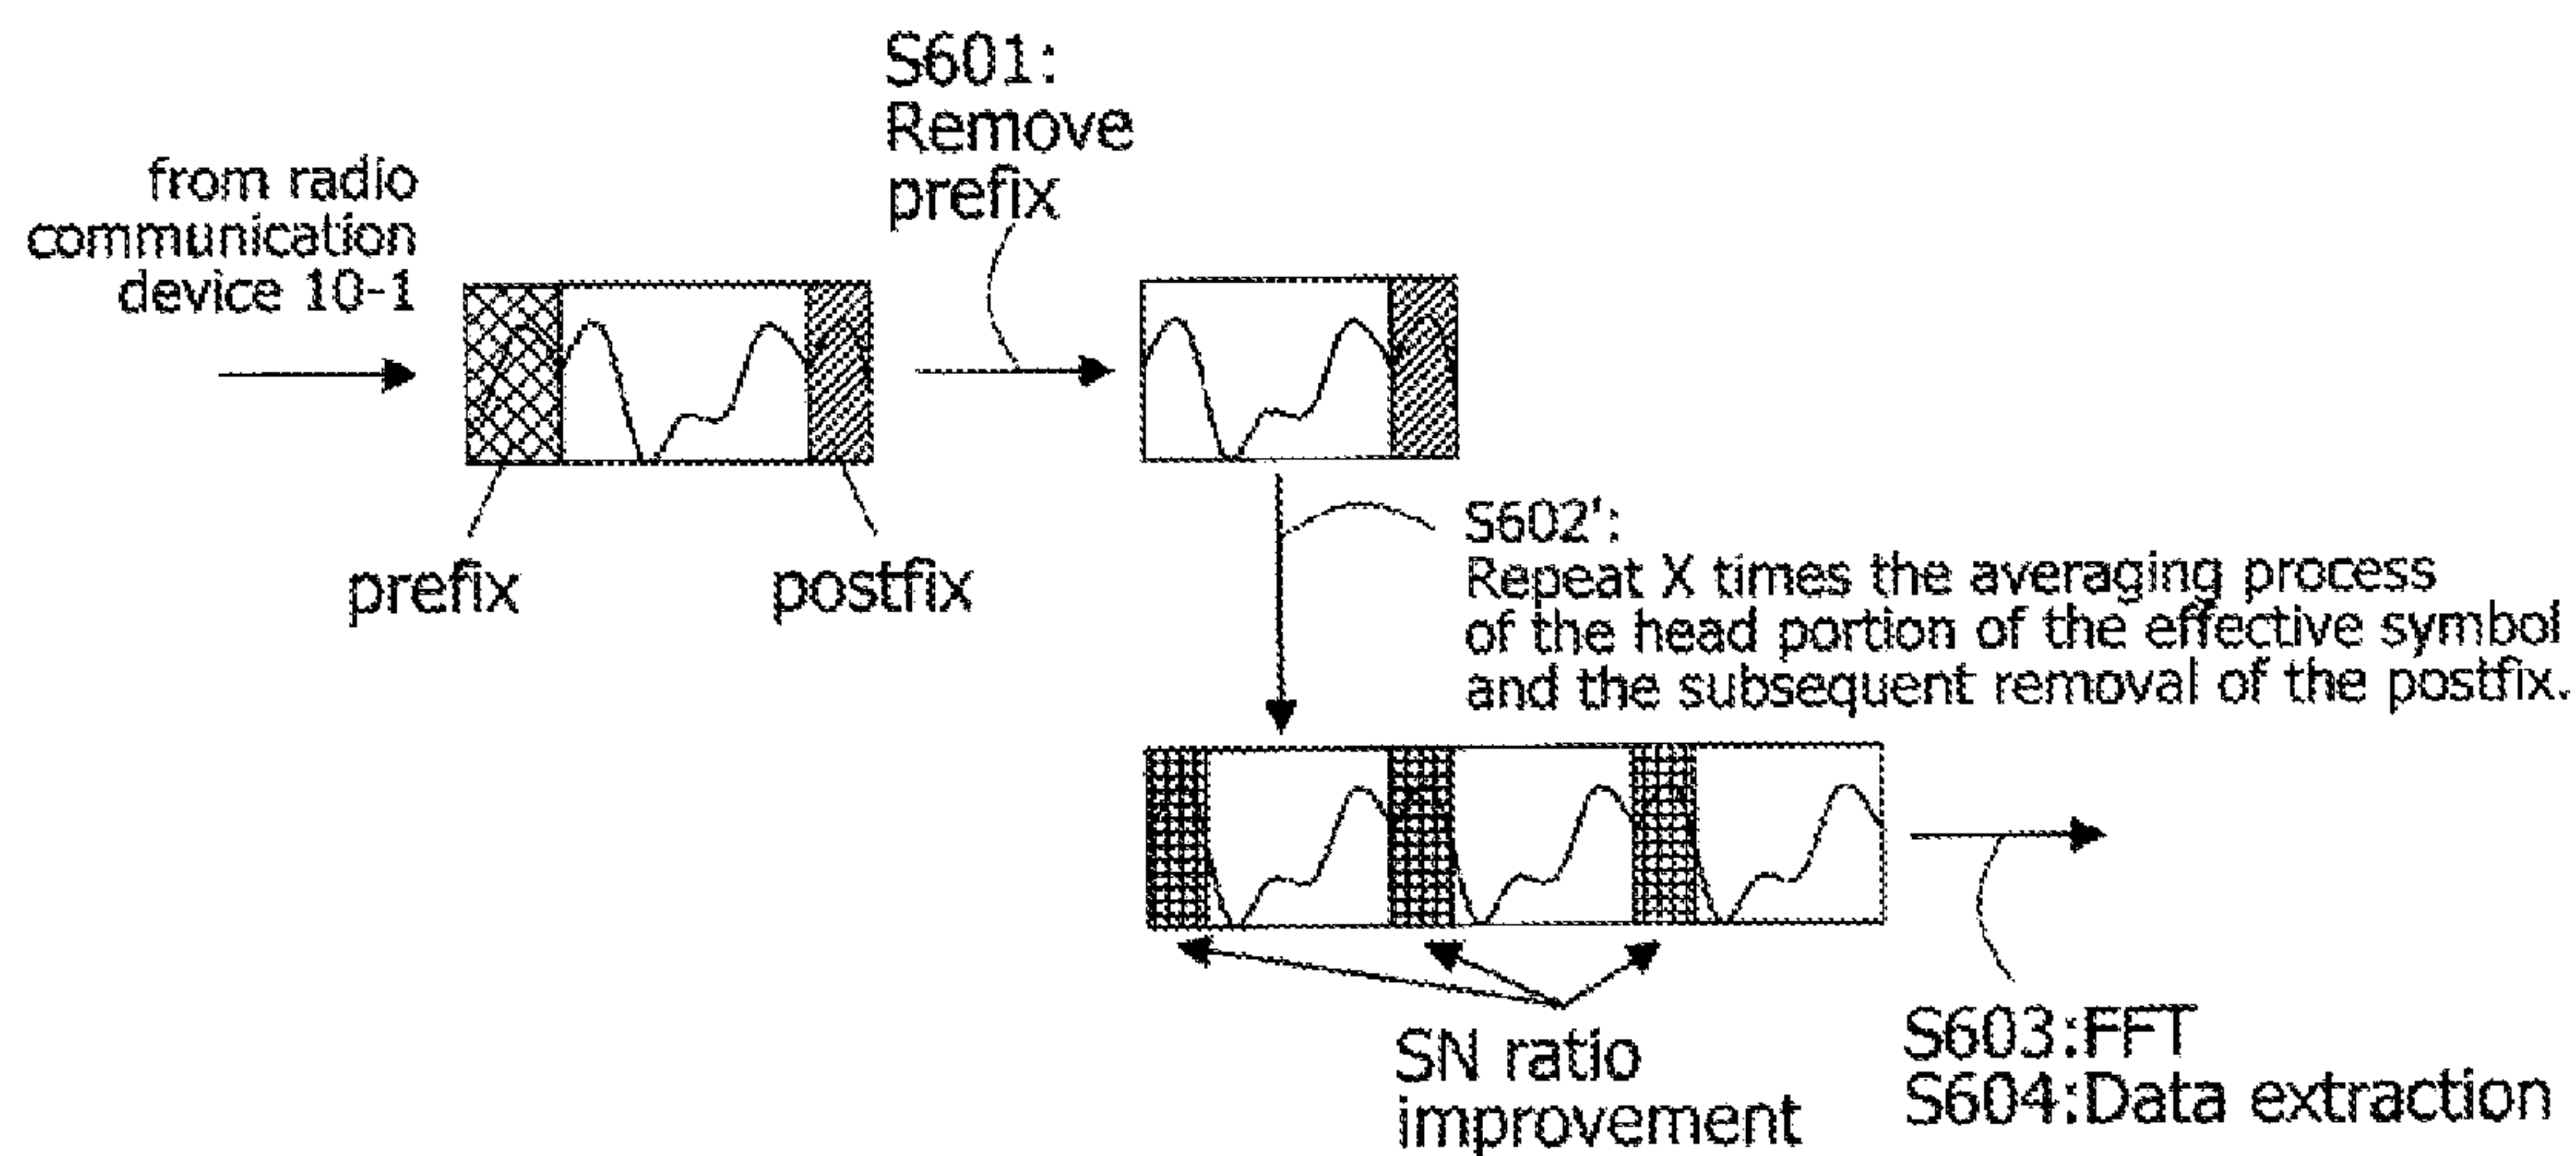 S601:
Remove
prefix
from radio
communication
device 10-1
prefix
postfix
S602':
Repeat X times the averaging process
of the head portion of the effective symbol
and the subsequent removal of the postfix.
SN ratio
improvement
S603:FFT
S604:Data extraction